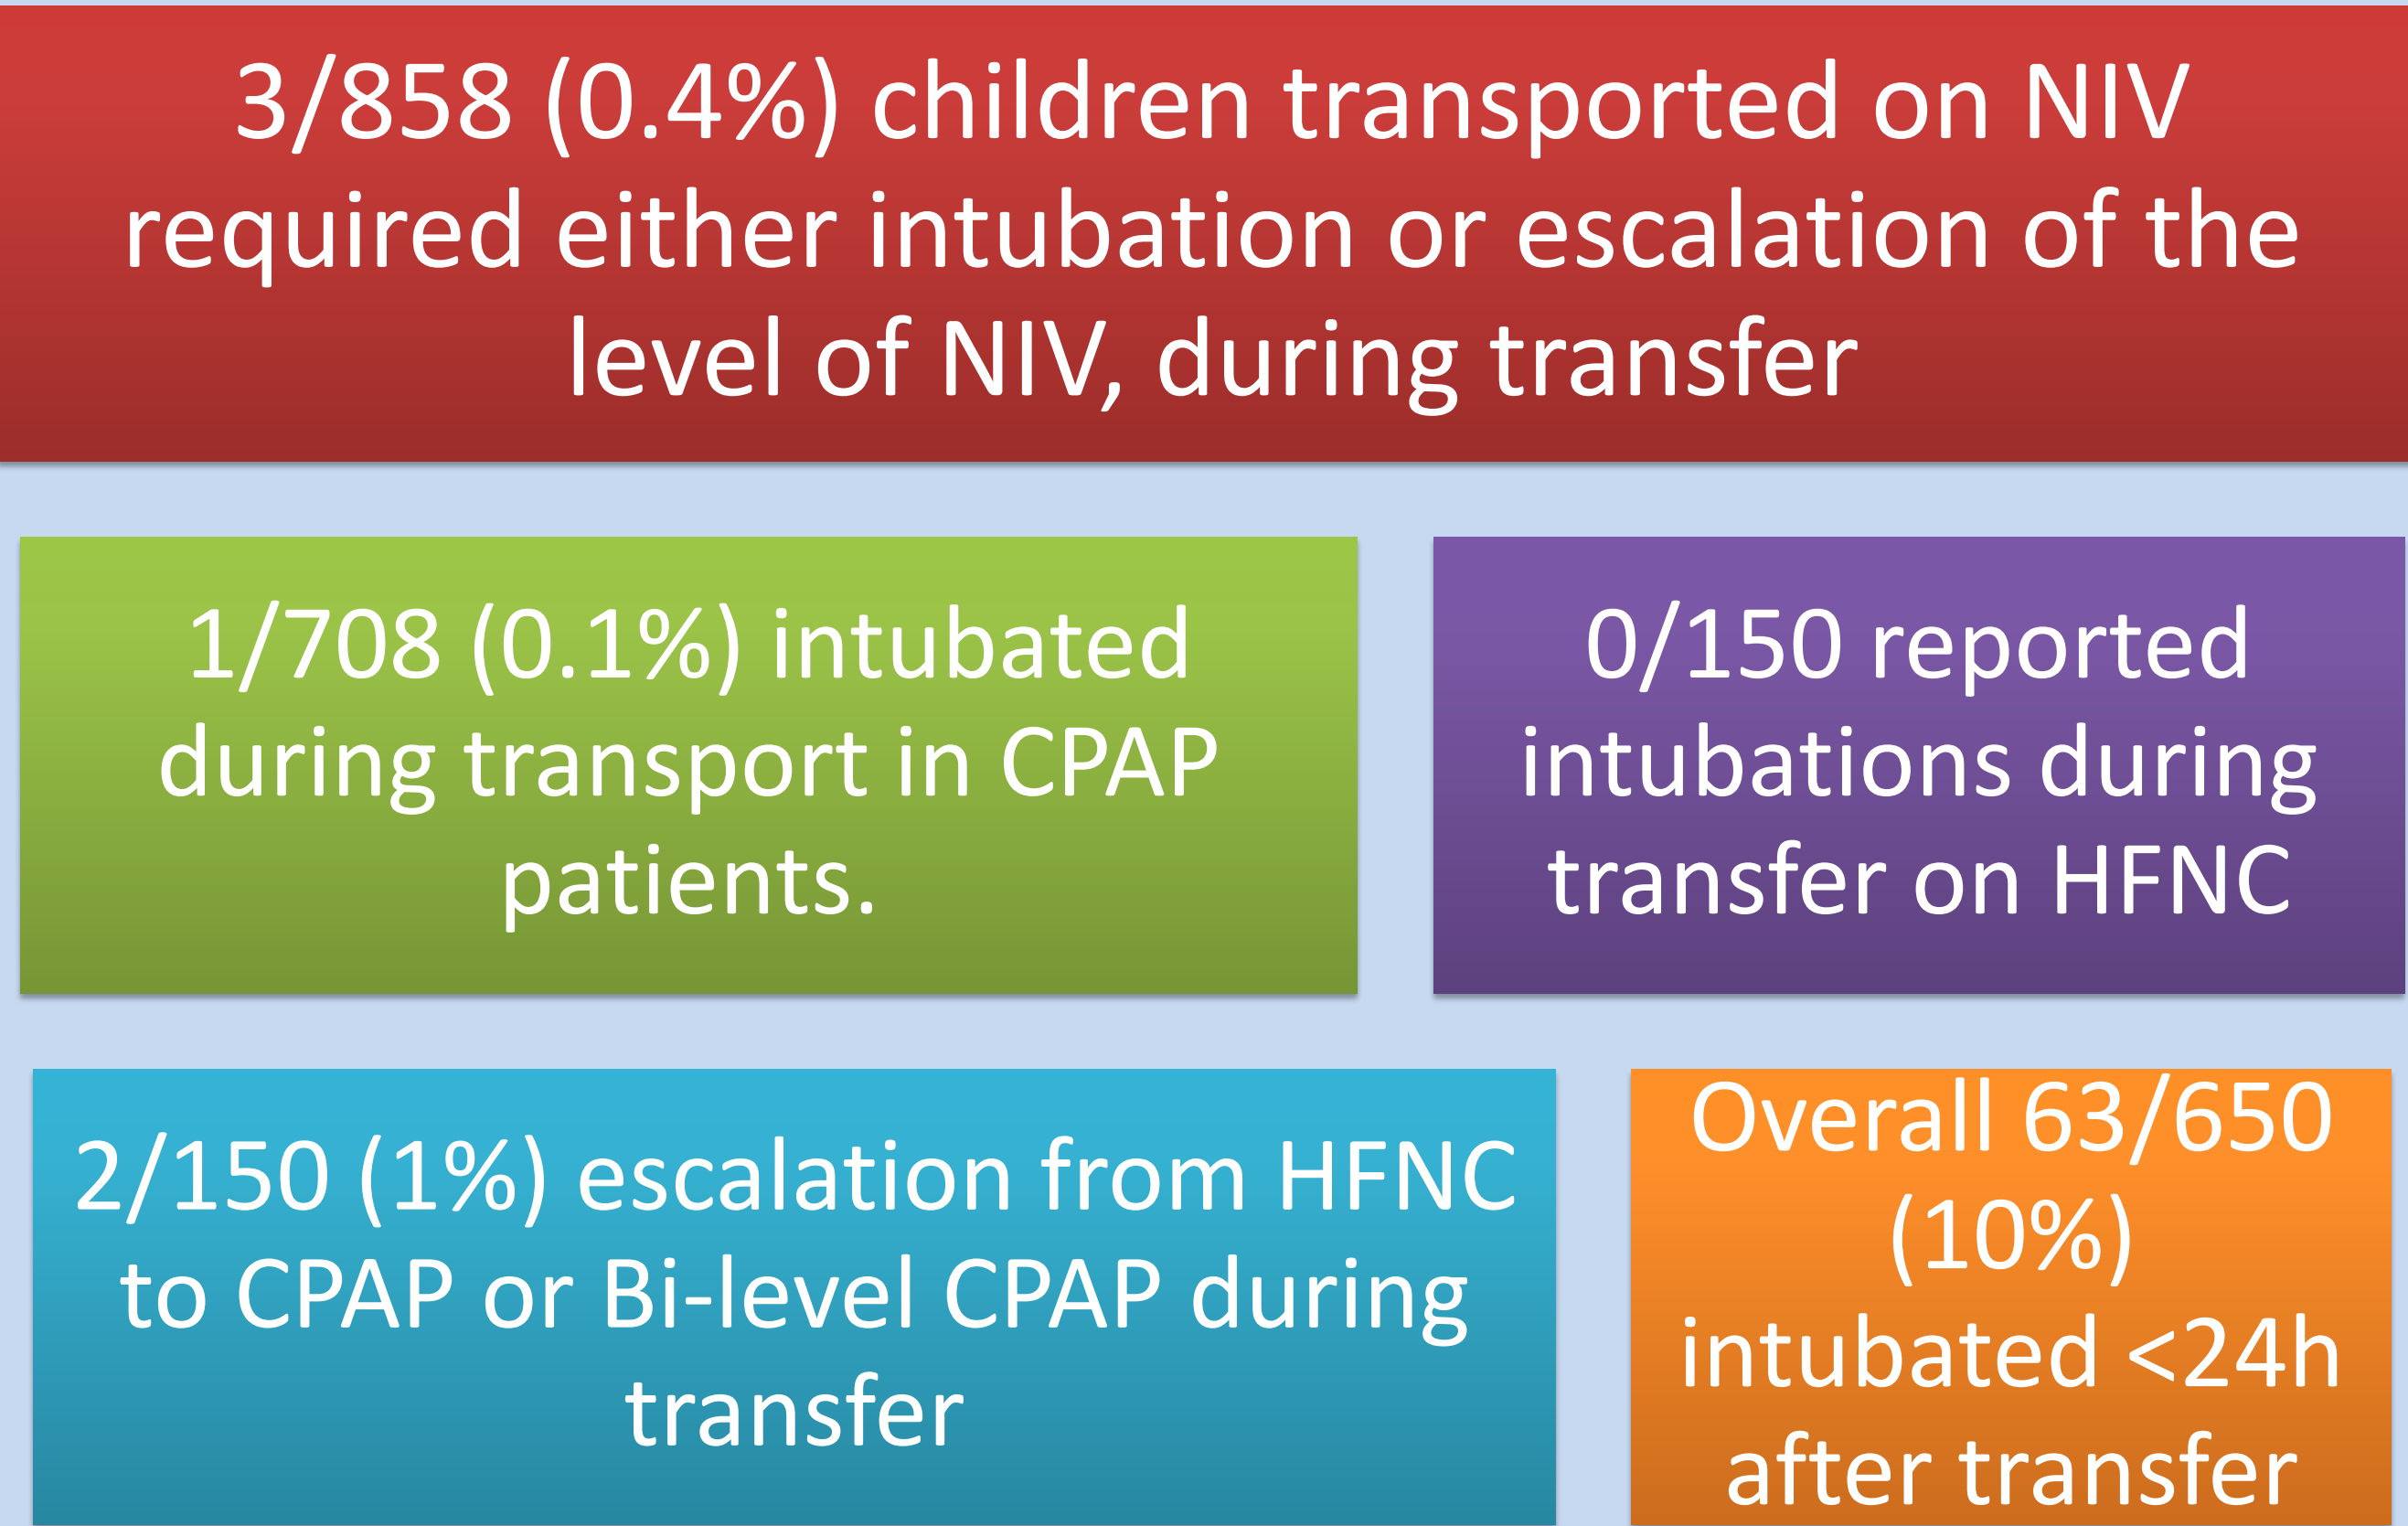 3/858 (0.4%) children transported on NIV
required either intubation or escalation of the
level of NIV, during transfer
1/708 (0.1%) intubated
during transport in CPAP
patients.
0/150 reported
intubations during
transfer on HFNC
2/150 (1%) escalation from HFNC
to CPAP or Bi-level CPAP during
transfer
Overall 63/650
(10%)
intubated <24h
after transfer